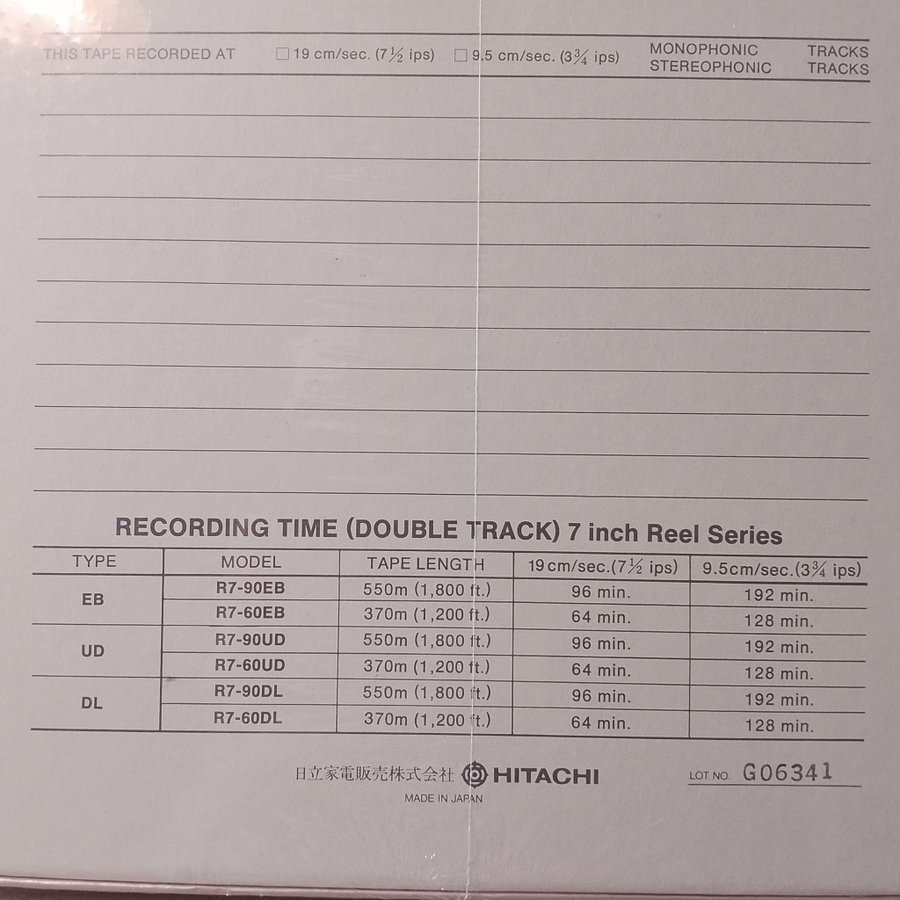 THIS TAPE RECORDED AT □ 19 cm/sec. (7½ ips) □ 9.5 cm/sec. (3¾ ips) MONOPHONIC TRACKS
STEREOPHONIC TRACKS
RECORDING TIME (DOUBLE TRACK) 7 inch Reel Series
TYPE MODEL TAPE LENGTH 19cm/sec.(7½ ips) 9.5cm/sec.(3¾ ips)
EB R7-90EB 550m (1,800 ft.) 96 min. 192 min.
R7-60EB 370m (1,200 ft.) 64 min. 128 min.
UD R7-90UD 550m (1,800 ft.) 96 min. 192 min.
R7-60UD 370m (1,200 ft.) 64 min. 128 min.
DL R7-90DL 550m (1,800 ft.) 96 min. 192 min.
R7-60DL 370m (1,200 ft.) 64 min. 128 min.
日立家電販売株式会社 HITACHI LOT NO. G06341
MADE IN JAPAN